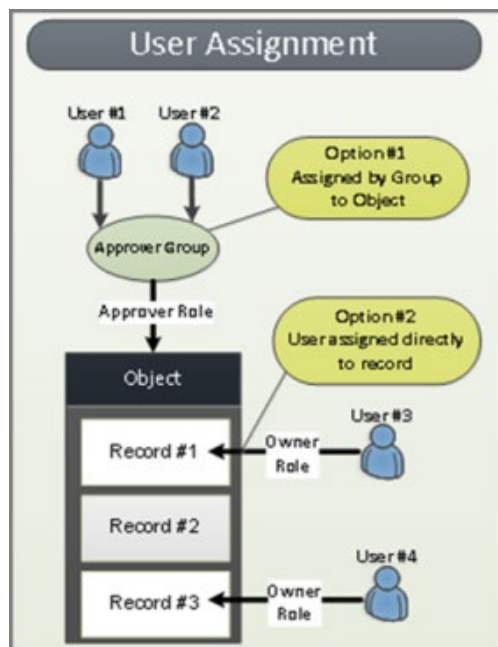 User Assignment
User #1
User #2
Option #1
Assigned by Group
to Object
Approver Group
Approver Role
Option #2
User assigned directly
to record
Object
User #3
Record #1
Owner
Role
Record #2
User #4
Record #3
Owner
Role